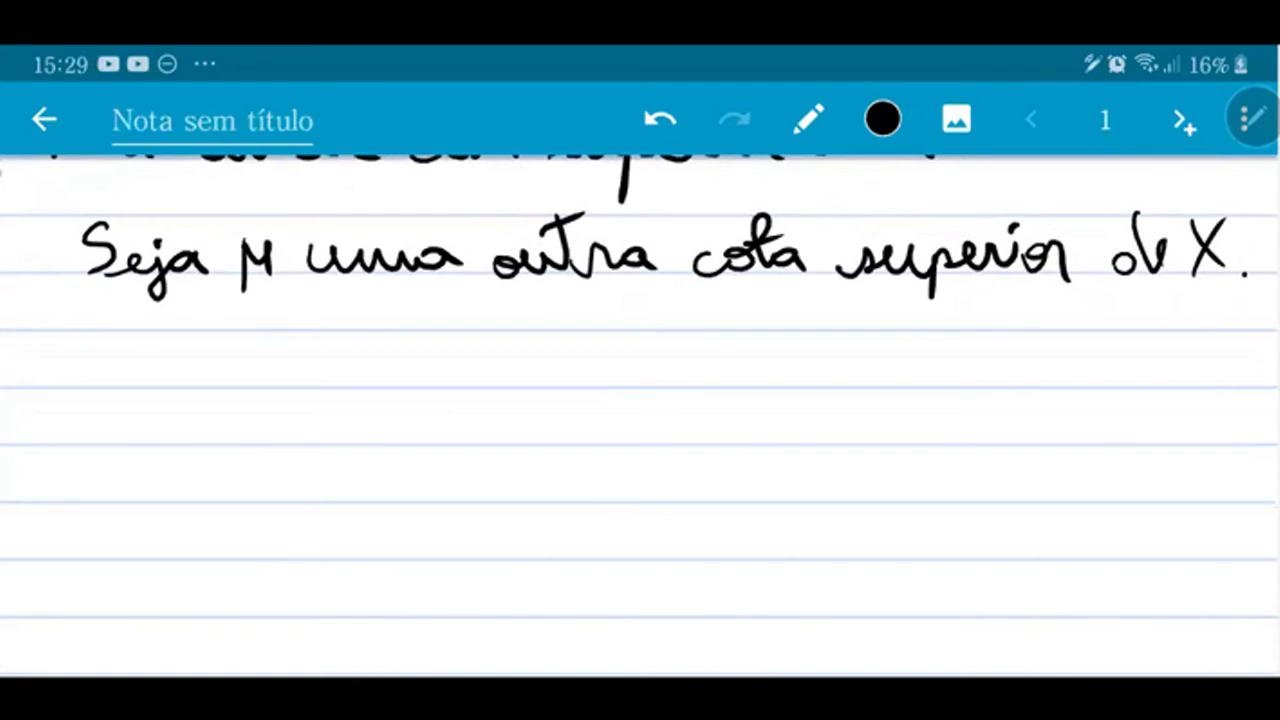 15:29 ... 16%
Nota sem título 1
Seja μ uma outra cota superior de X.